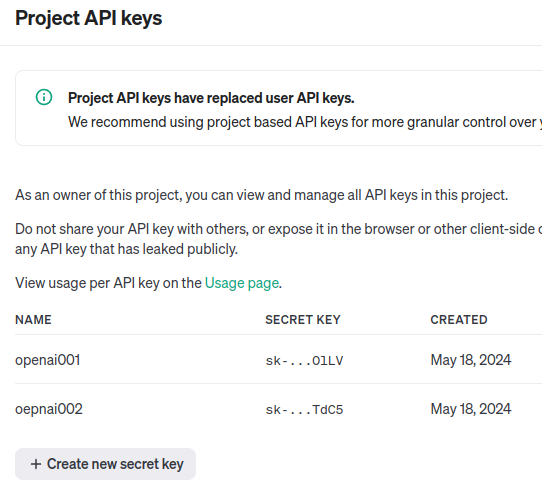 Project API keys
Project API keys have replaced user API keys.
We recommend using project based API keys for more granular control over
As an owner of this project, you can view and manage all API keys in this project.
Do not share your API key with others, or expose it in the browser or other client-side
any API key that has leaked publicly.
View usage per API key on the Usage page.
NAME SECRET KEY CREATED
openai001 sk-...OlLV May 18, 2024
oepnai002 sk-...TdC5 May 18, 2024
+ Create new secret key